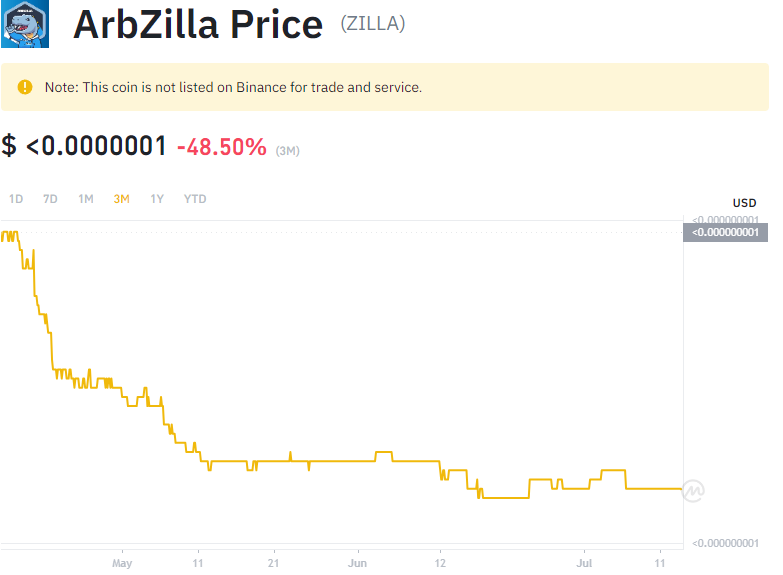 ArbZilla Price (ZILLA)
Note: This coin is not listed on Binance for trade and service.
$ <0.0000001 -48.50% (3M)
1D 7D 1M 3M 1Y YTD
USD
<0.000000001
<0.000000001
<0.000000001
May 11 21 Jun 12 Jul 11